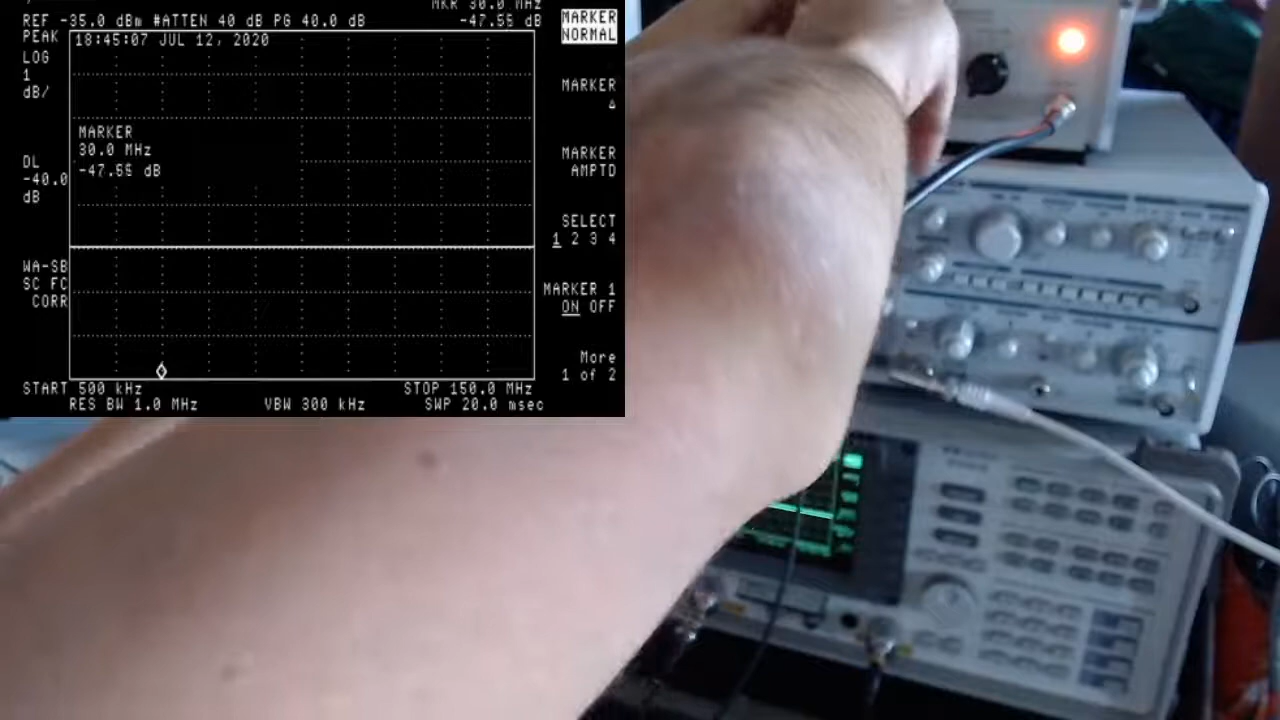 MKR 30.0 MHz
REF -35.0 dBm #ATTEN 40 dB PG 40.0 dB -47.55 dB
PEAK
LOG
1
dB/
18:45:07 JUL 12, 2020
MARKER
30.0 MHz
-47.55 dB
DL
-40.0
dB
WA-SB
SC FC
CORR
START 500 kHz STOP 150.0 MHz
RES BW 1.0 MHz VBW 300 kHz SWP 20.0 msec
MARKER
NORMAL
MARKER
Δ
MARKER
AMPTD
SELECT
1 2 3 4
MARKER 1
ON OFF
More
1 of 2